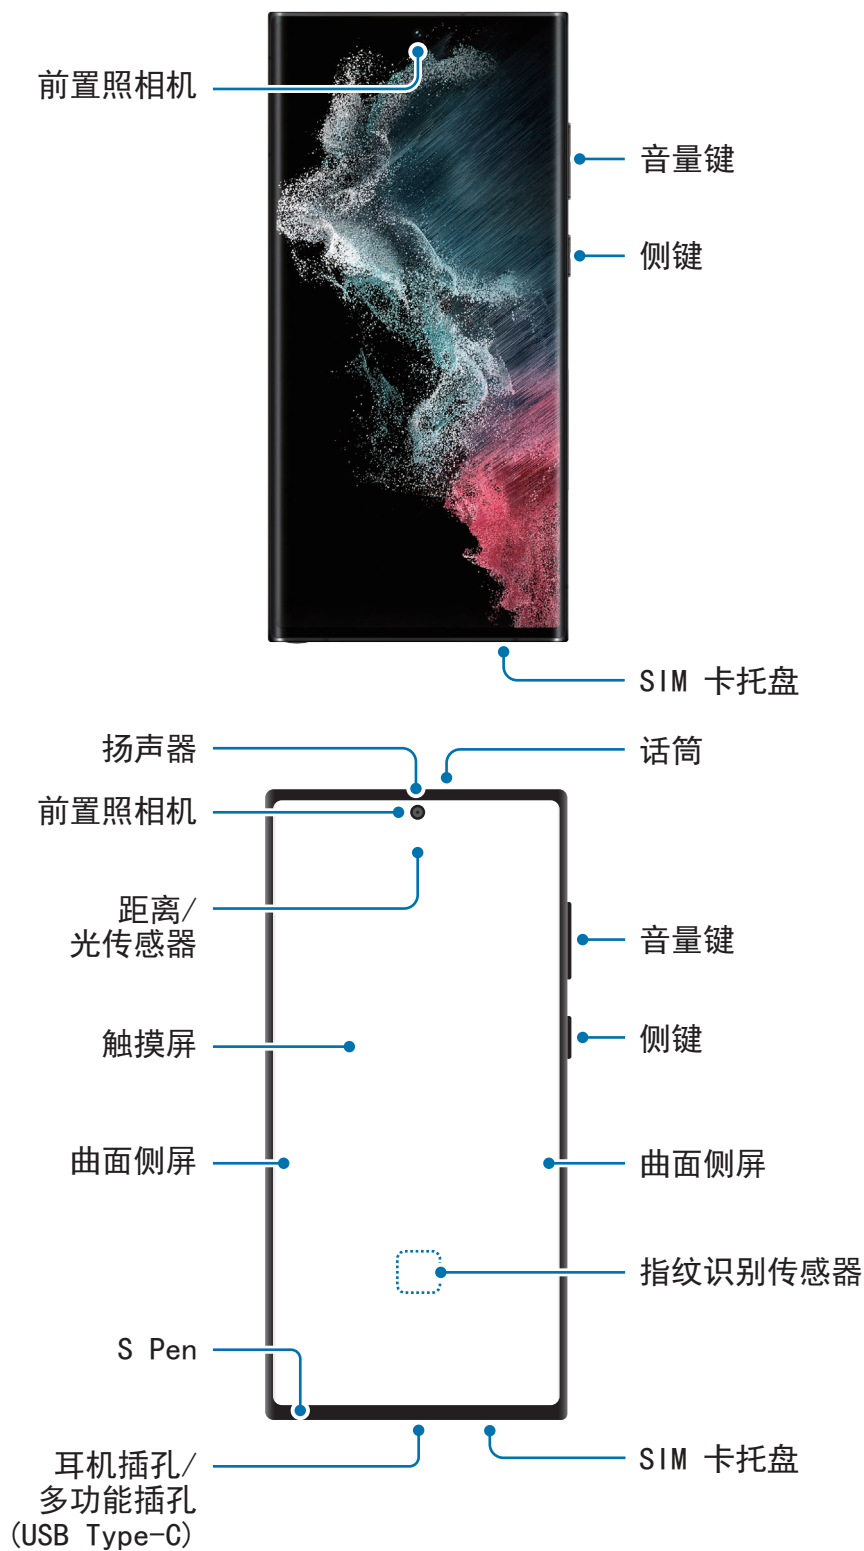 前置照相机
音量键
侧键
SIM 卡托盘
扬声器
话筒
前置照相机
距离/
光传感器
音量键
触摸屏
侧键
曲面侧屏
曲面侧屏
指纹识别传感器
S Pen
耳机插孔/
多功能插孔
(USB Type-C)
SIM 卡托盘